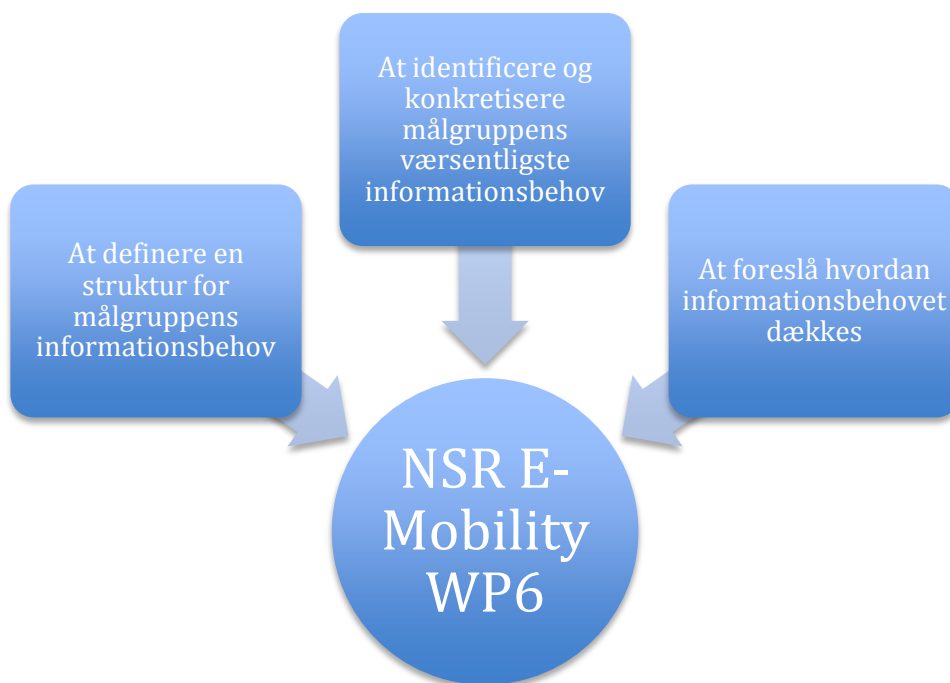 At definere en
struktur for
målgruppens
informationsbehov
At identificere og
konkretisere
målgruppens
værsentligste
informationsbehov
At foreslå hvordan
informationsbehovet
dækkes
NSR E-
Mobility
WP6